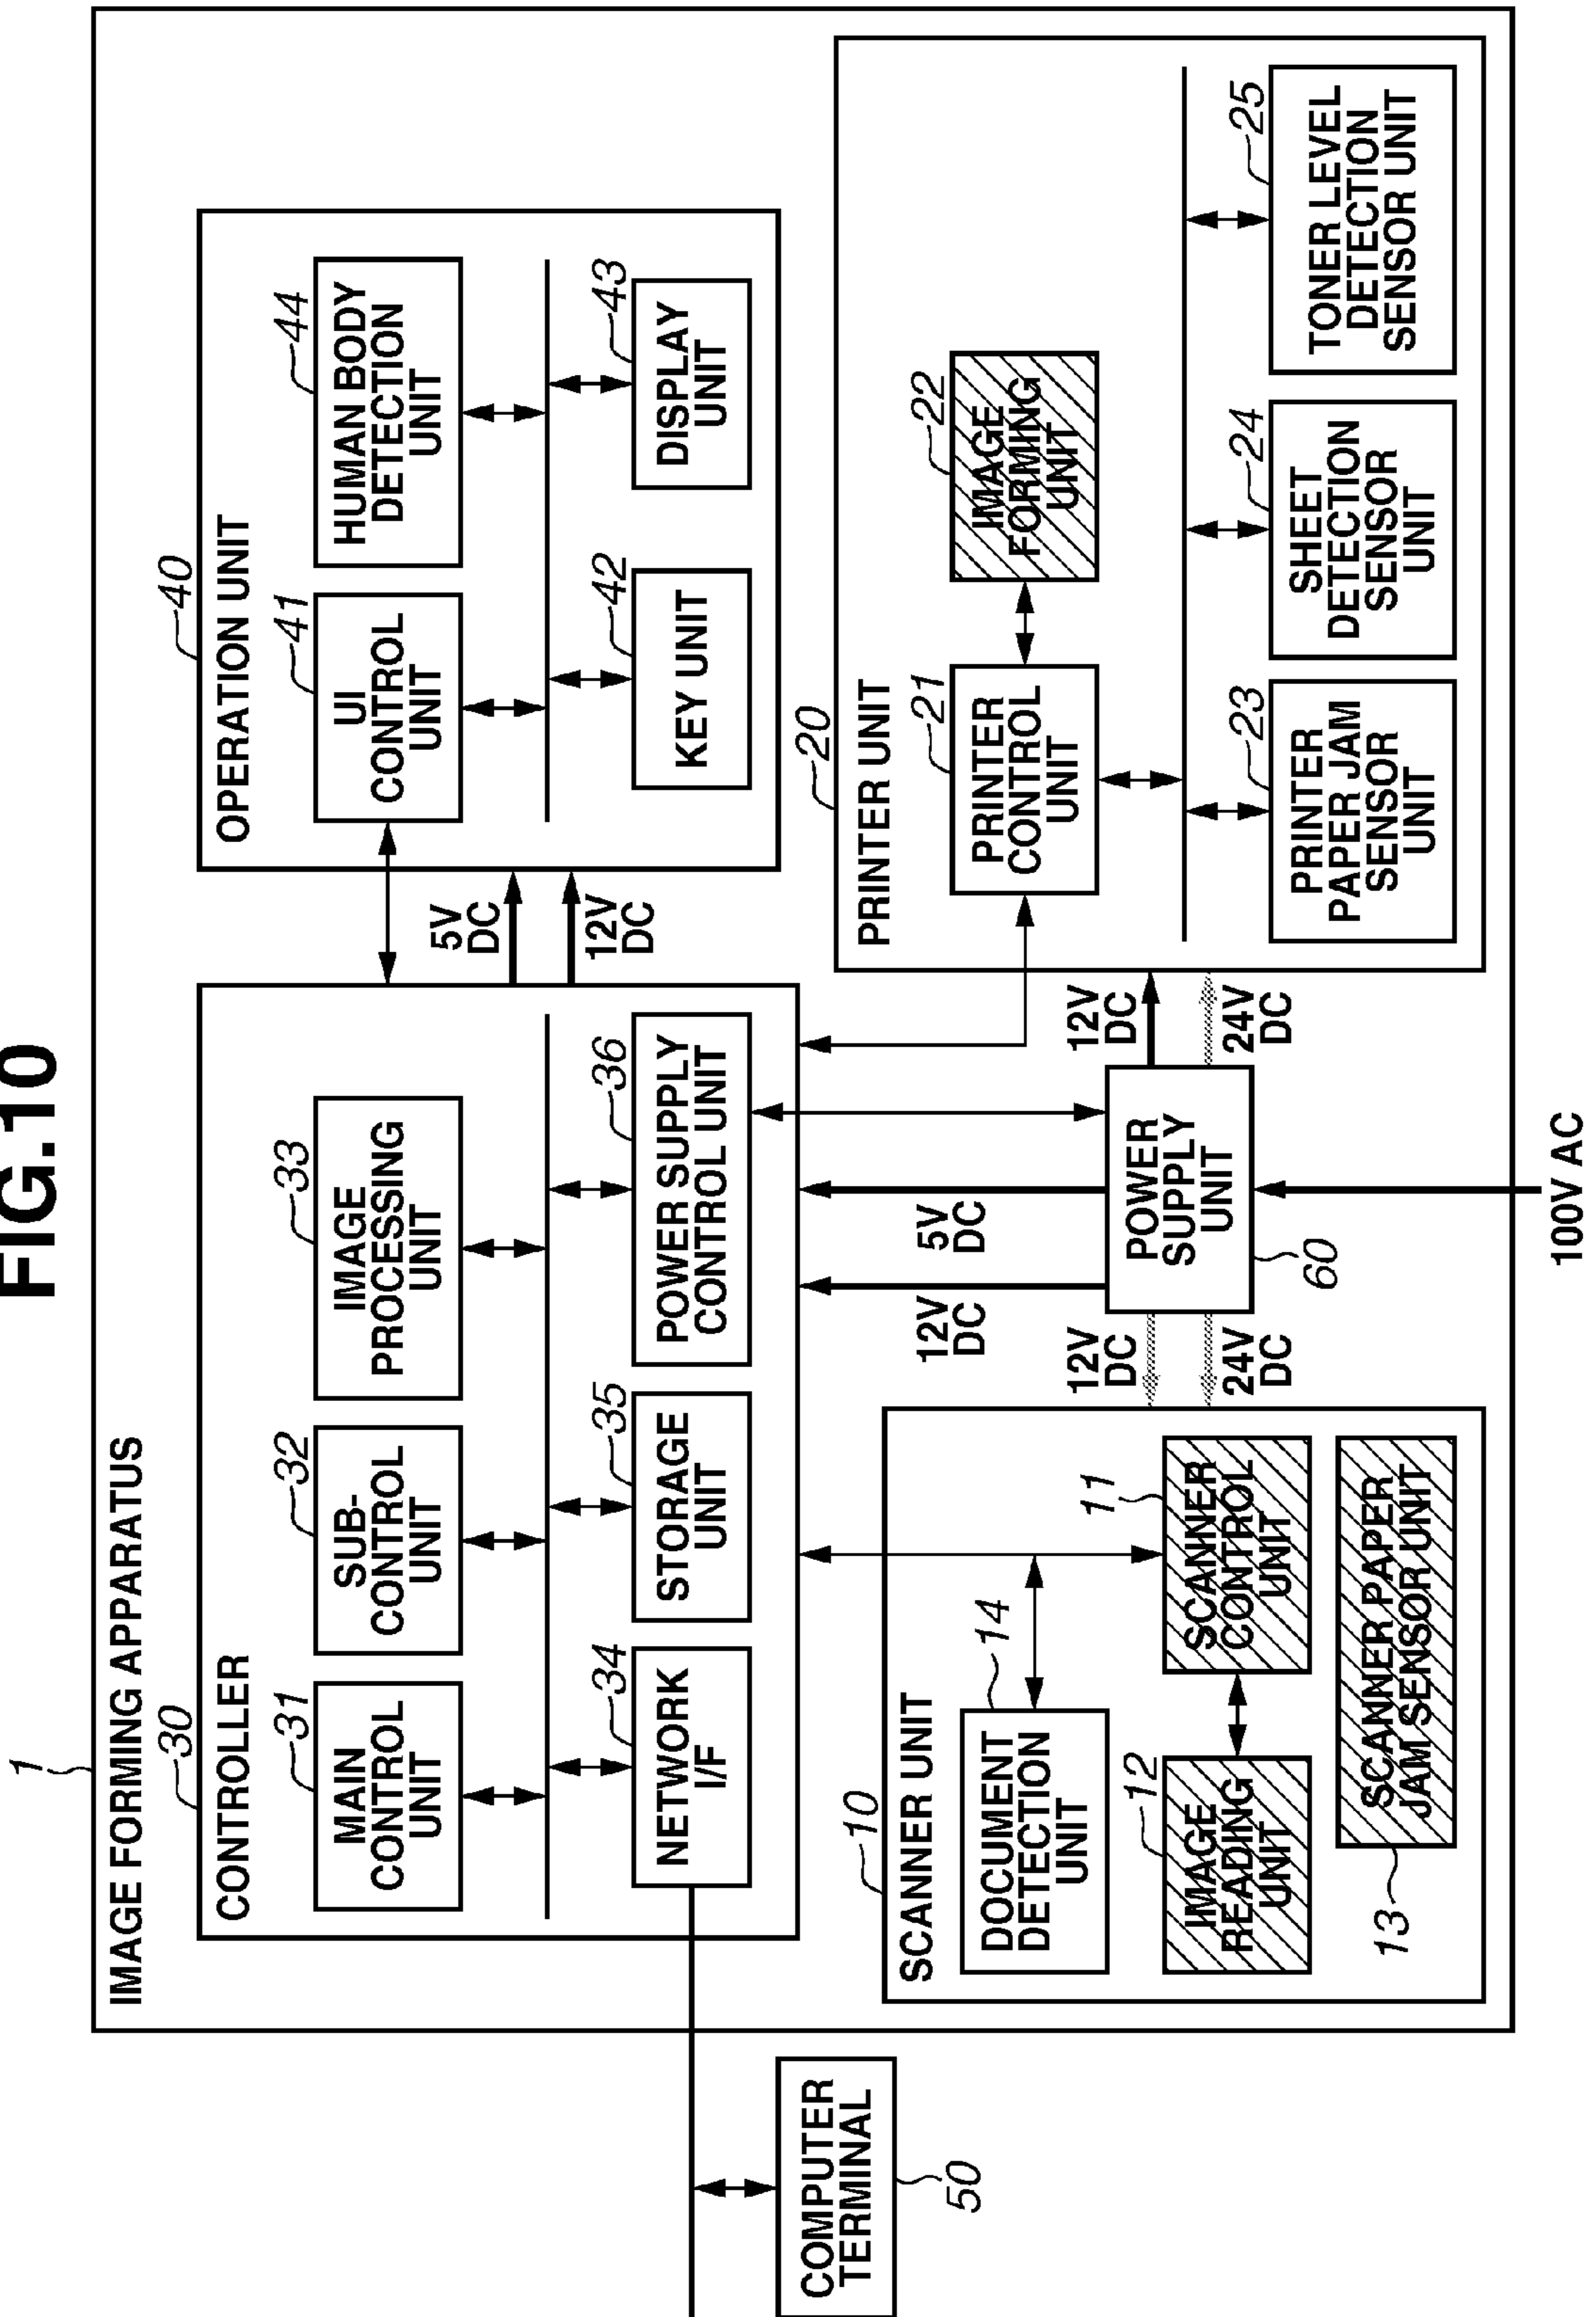 FIG.10
1
IMAGE FORMING APPARATUS
30
CONTROLLER
31
MAIN
CONTROL
UNIT
32
SUB-
CONTROL
UNIT
33
IMAGE
PROCESSING
UNIT
34
NETWORK
I/F
35
STORAGE
UNIT
36
POWER SUPPLY
CONTROL UNIT
40
OPERATION UNIT
41
UI
CONTROL
UNIT
44
HUMAN BODY
DETECTION
UNIT
42
KEY UNIT
43
DISPLAY
UNIT
5V
DC
12V
DC
COMPUTER
TERMINAL
50
10
SCANNER UNIT
14
DOCUMENT
DETECTION
UNIT
11
SCANNER
CONTROL
UNIT
12
IMAGE
READING
UNIT
13
SCANNER PAPER
JAM SENSOR UNIT
12V
DC
5V
DC
12V
DC
24V
DC
POWER
SUPPLY
UNIT
60
12V
DC
24V
DC
100V AC
20
PRINTER UNIT
21
PRINTER
CONTROL
UNIT
22
IMAGE
FORMING
UNIT
23
PRINTER
PAPER JAM
SENSOR
UNIT
24
SHEET
DETECTION
SENSOR
UNIT
25
TONER LEVEL
DETECTION
SENSOR UNIT